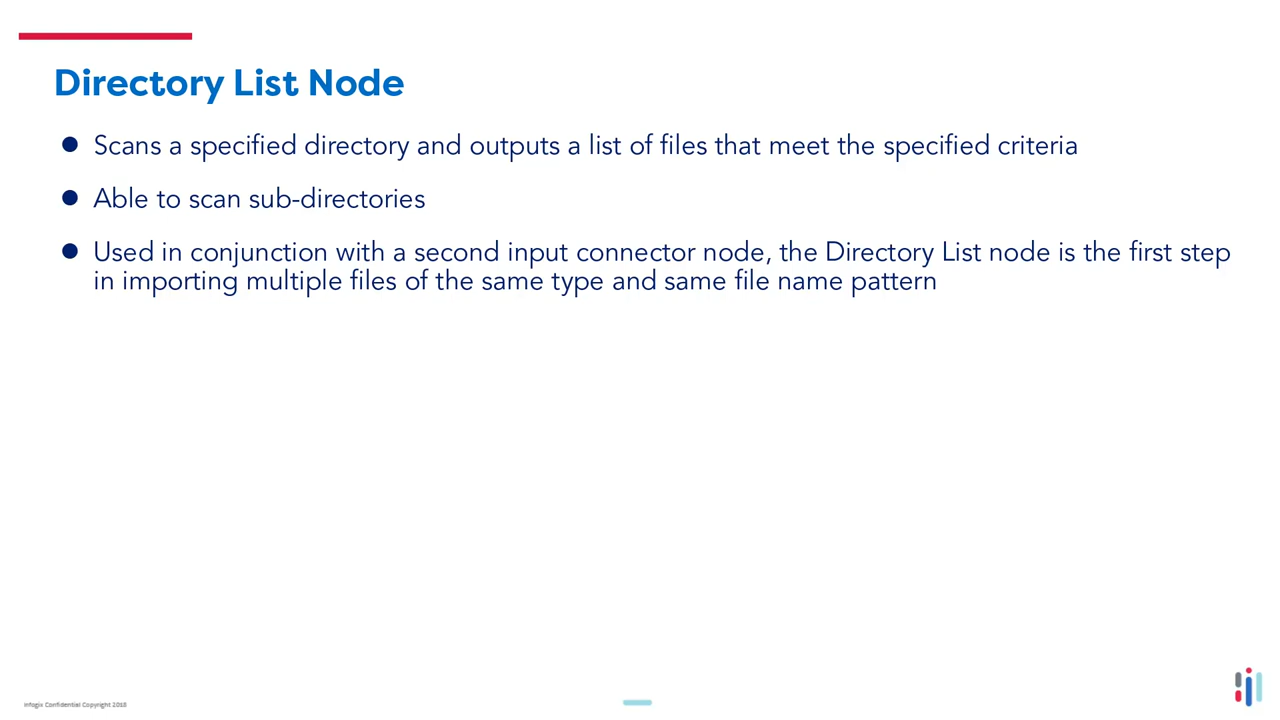 Directory List Node
● Scans a specified directory and outputs a list of files that meet the specified criteria
● Able to scan sub-directories
● Used in conjunction with a second input connector node, the Directory List node is the first step
in importing multiple files of the same type and same file name pattern
Infogix Confidential Copyright 2018